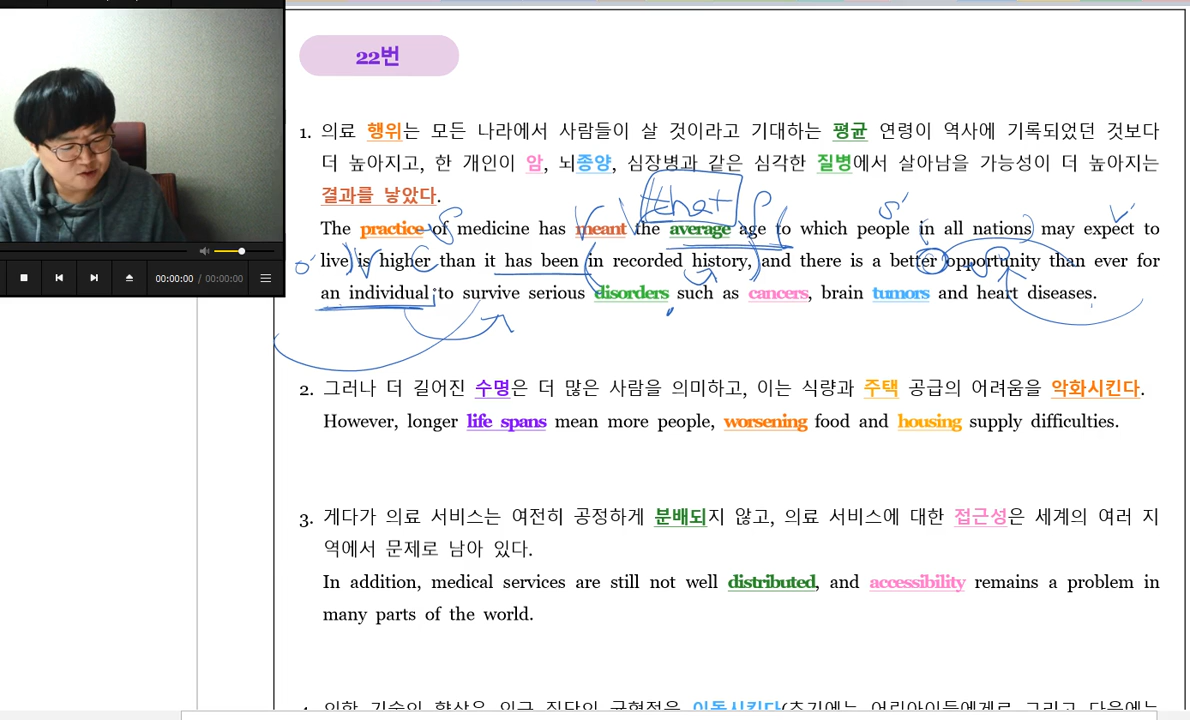 22번
1. 의료 행위는 모든 나라에서 사람들이 살 것이라고 기대하는 평균 연령이 역사에 기록되었던 것보다
더 높아지고, 한 개인이 암, 뇌종양, 심장병과 같은 심각한 질병에서 살아남을 가능성이 더 높아지는
결과를 낳았다.
that
The practice of medicine has meant the average age to which people in all nations may expect to
live is higher than it has been in recorded history, and there is a better opportunity than ever for
an individual to survive serious disorders such as cancers, brain tumors and heart diseases.
00:00:00 / 00:00:00
2. 그러나 더 길어진 수명은 더 많은 사람을 의미하고, 이는 식량과 주택 공급의 어려움을 악화시킨다.
However, longer life spans mean more people, worsening food and housing supply difficulties.
3. 게다가 의료 서비스는 여전히 공정하게 분배되지 않고, 의료 서비스에 대한 접근성은 세계의 여러 지
역에서 문제로 남아 있다.
In addition, medical services are still not well distributed, and accessibility remains a problem in
many parts of the world.